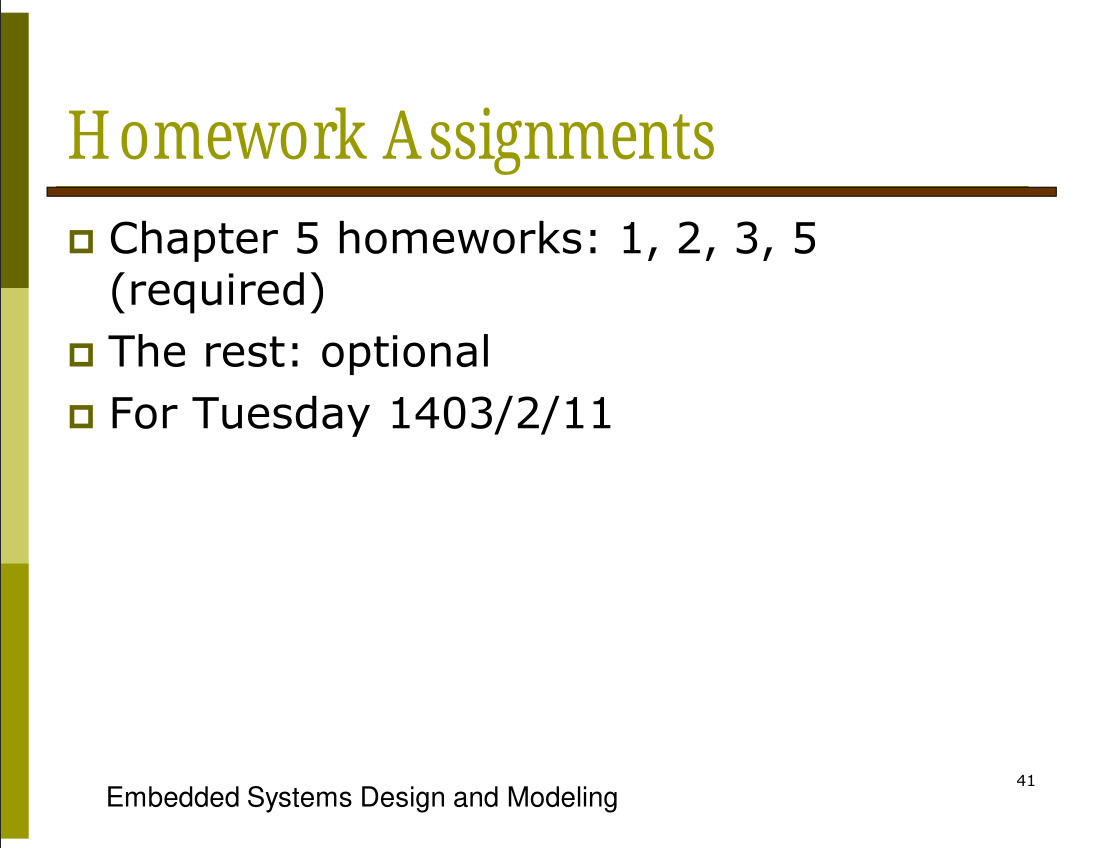 Homework Assignments
Chapter 5 homeworks: 1, 2, 3, 5
(required)
The rest: optional
For Tuesday 1403/2/11
Embedded Systems Design and Modeling
41